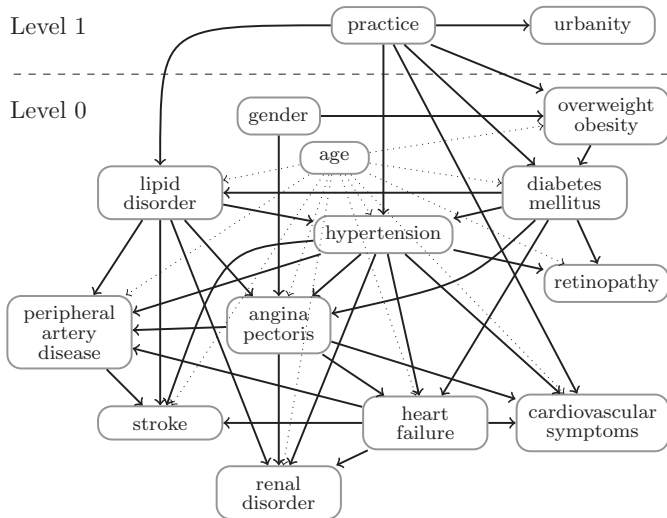 Level 1
practice
urbanity
Level 0
gender
overweight
obesity
age
lipid
disorder
diabetes
mellitus
hypertension
retinopathy
peripheral
artery
disease
angina
pectoris
stroke
heart
failure
cardiovascular
symptoms
renal
disorder